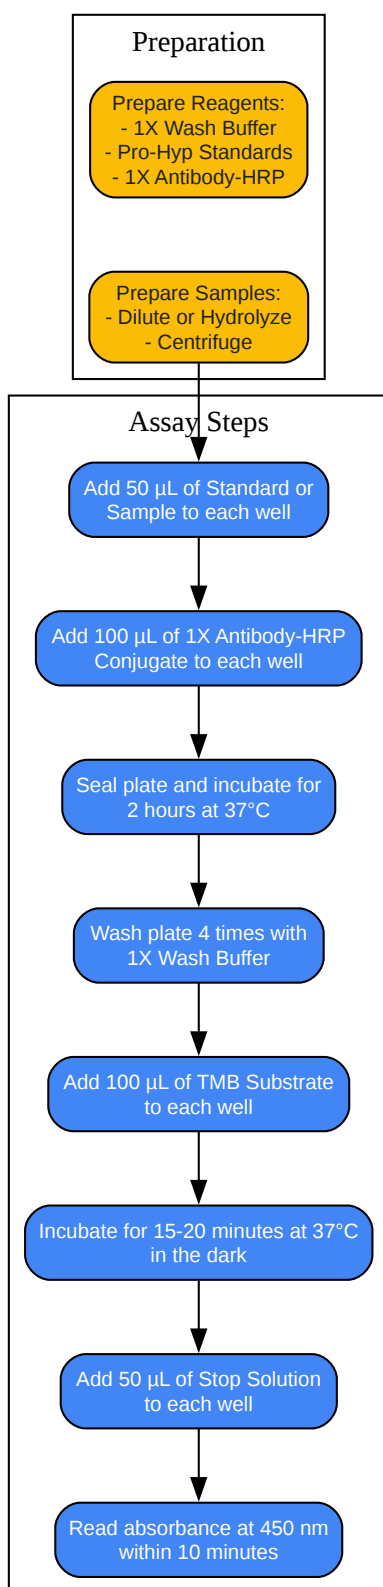 Preparation
Prepare Reagents:
- 1X Wash Buffer
- Pro-Hyp Standards
- 1X Antibody-HRP
Prepare Samples:
- Dilute or Hydrolyze
- Centrifuge
Assay Steps
Add 50 µL of Standard or
Sample to each well
Add 100 µL of 1X Antibody-HRP
Conjugate to each well
Seal plate and incubate for
2 hours at 37°C
Wash plate 4 times with
1X Wash Buffer
Add 100 µL of TMB Substrate
to each well
Incubate for 15-20 minutes at 37°C
in the dark
Add 50 µL of Stop Solution
to each well
Read absorbance at 450 nm
within 10 minutes